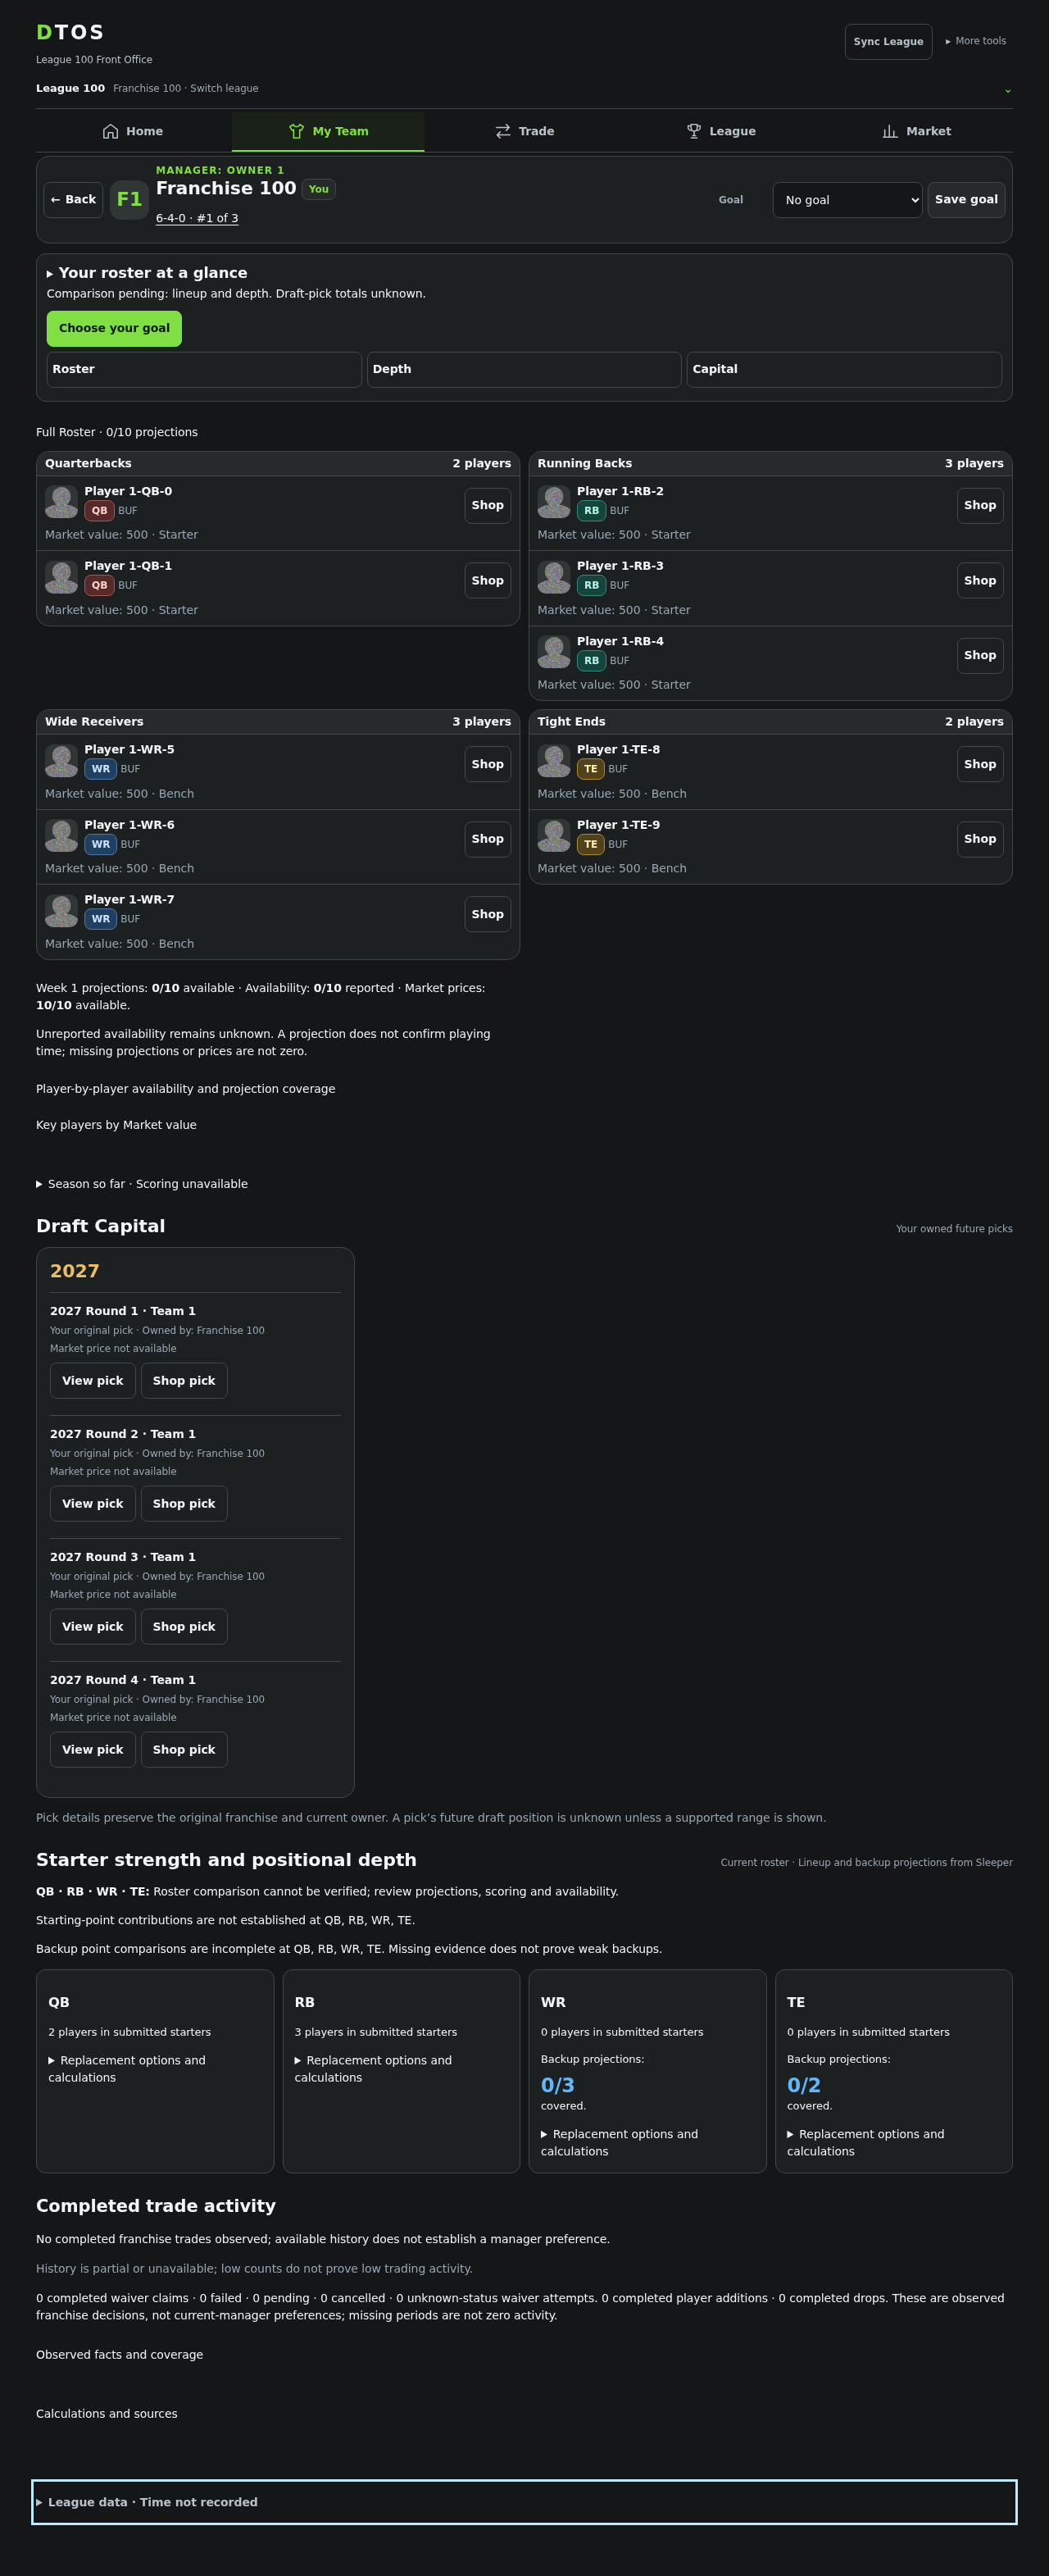 DTOS
League 100 Front Office
Sync League
▸ More tools
League 100 Franchise 100 · Switch league
Home
My Team
Trade
League
Market
← Back
F1
MANAGER: OWNER 1
Franchise 100 You
6-4-0 · #1 of 3
Goal
No goal
Save goal
▸ Your roster at a glance
Comparison pending: lineup and depth. Draft-pick totals unknown.
Choose your goal
Roster
Depth
Capital
Full Roster · 0/10 projections
Quarterbacks 2 players
Player 1-QB-0
QB BUF
Shop
Market value: 500 · Starter
Player 1-QB-1
QB BUF
Shop
Market value: 500 · Starter
Running Backs 3 players
Player 1-RB-2
RB BUF
Shop
Market value: 500 · Starter
Player 1-RB-3
RB BUF
Shop
Market value: 500 · Starter
Player 1-RB-4
RB BUF
Shop
Market value: 500 · Starter
Wide Receivers 3 players
Player 1-WR-5
WR BUF
Shop
Market value: 500 · Bench
Player 1-WR-6
WR BUF
Shop
Market value: 500 · Bench
Player 1-WR-7
WR BUF
Shop
Market value: 500 · Bench
Tight Ends 2 players
Player 1-TE-8
TE BUF
Shop
Market value: 500 · Bench
Player 1-TE-9
TE BUF
Shop
Market value: 500 · Bench
Week 1 projections: 0/10 available · Availability: 0/10 reported · Market prices:
10/10 available.
Unreported availability remains unknown. A projection does not confirm playing
time; missing projections or prices are not zero.
Player-by-player availability and projection coverage
Key players by Market value
▸ Season so far · Scoring unavailable
Draft Capital
Your owned future picks
2027
2027 Round 1 · Team 1
Your original pick · Owned by: Franchise 100
Market price not available
View pick
Shop pick
2027 Round 2 · Team 1
Your original pick · Owned by: Franchise 100
Market price not available
View pick
Shop pick
2027 Round 3 · Team 1
Your original pick · Owned by: Franchise 100
Market price not available
View pick
Shop pick
2027 Round 4 · Team 1
Your original pick · Owned by: Franchise 100
Market price not available
View pick
Shop pick
Pick details preserve the original franchise and current owner. A pick’s future draft position is unknown unless a supported range is shown.
Starter strength and positional depth
Current roster · Lineup and backup projections from Sleeper
QB · RB · WR · TE: Roster comparison cannot be verified; review projections, scoring and availability.
Starting-point contributions are not established at QB, RB, WR, TE.
Backup point comparisons are incomplete at QB, RB, WR, TE. Missing evidence does not prove weak backups.
QB
2 players in submitted starters
▸ Replacement options and
calculations
RB
3 players in submitted starters
▸ Replacement options and
calculations
WR
0 players in submitted starters
Backup projections:
0/3
covered.
▸ Replacement options and
calculations
TE
0 players in submitted starters
Backup projections:
0/2
covered.
▸ Replacement options and
calculations
Completed trade activity
No completed franchise trades observed; available history does not establish a manager preference.
History is partial or unavailable; low counts do not prove low trading activity.
0 completed waiver claims · 0 failed · 0 pending · 0 cancelled · 0 unknown-status waiver attempts. 0 completed player additions · 0 completed drops. These are observed
franchise decisions, not current-manager preferences; missing periods are not zero activity.
Observed facts and coverage
Calculations and sources
▸ League data · Time not recorded